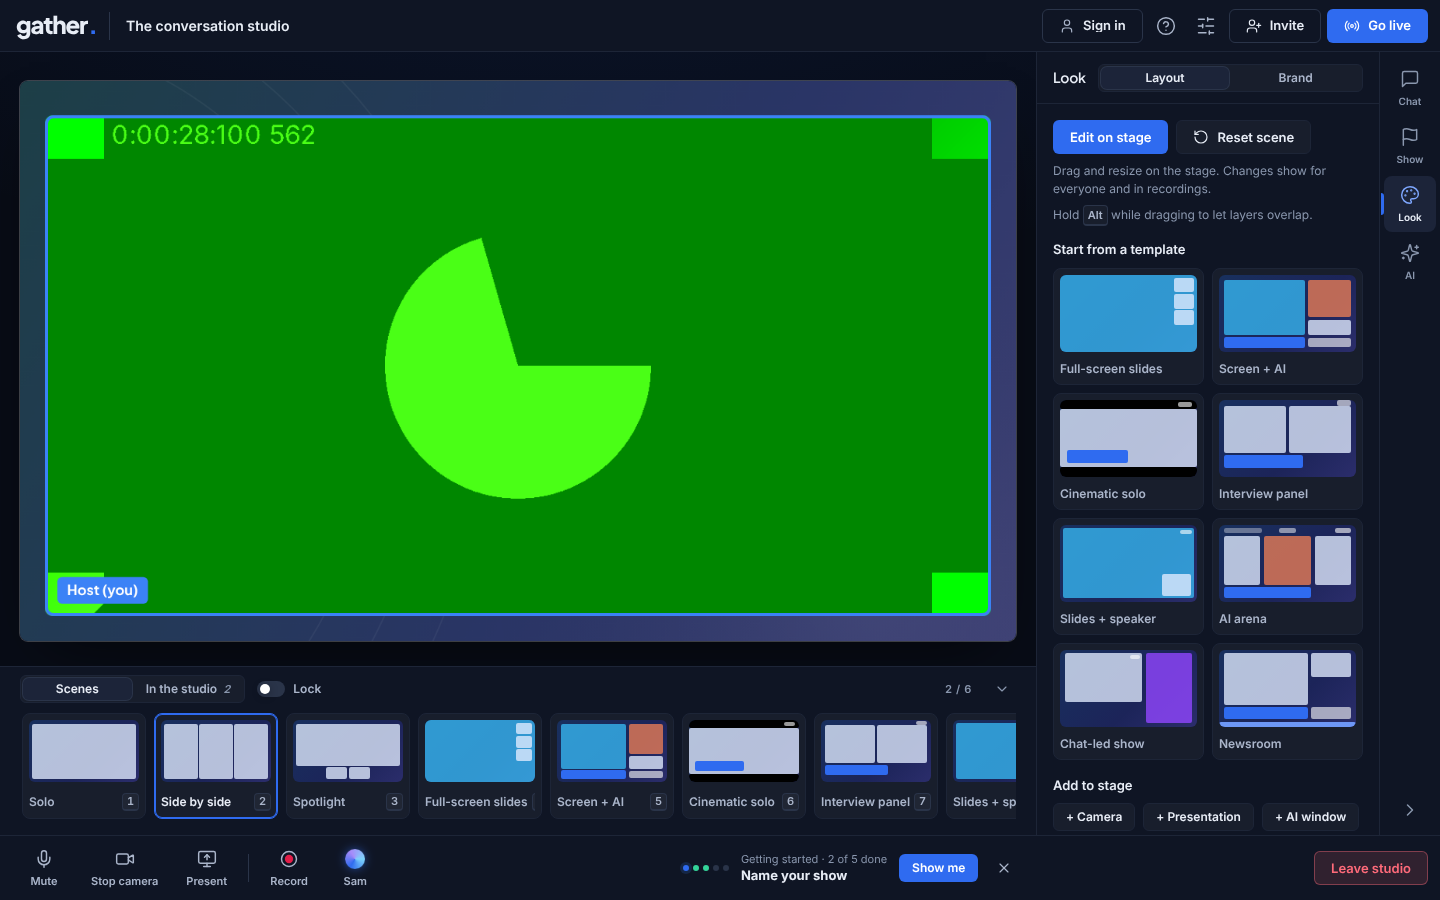 gather.
The conversation studio
Sign in
Invite
Go live
0:00:28:100 562
Host (you)
Look
Layout
Brand
Edit on stage
Reset scene
Drag and resize on the stage. Changes show for
everyone and in recordings.
Hold Alt while dragging to let layers overlap.
Start from a template
Full-screen slides
Screen + AI
Cinematic solo
Interview panel
Slides + speaker
AI arena
Chat-led show
Newsroom
Add to stage
+ Camera
+ Presentation
+ AI window
Chat
Show
Look
AI
Scenes
In the studio 2
Lock
2 / 6
Solo 1
Side by side 2
Spotlight 3
Full-screen slides
Screen + AI 5
Cinematic solo 6
Interview panel 7
Slides + sp
Mute
Stop camera
Present
Record
Sam
Getting started · 2 of 5 done
Name your show
Show me
Leave studio